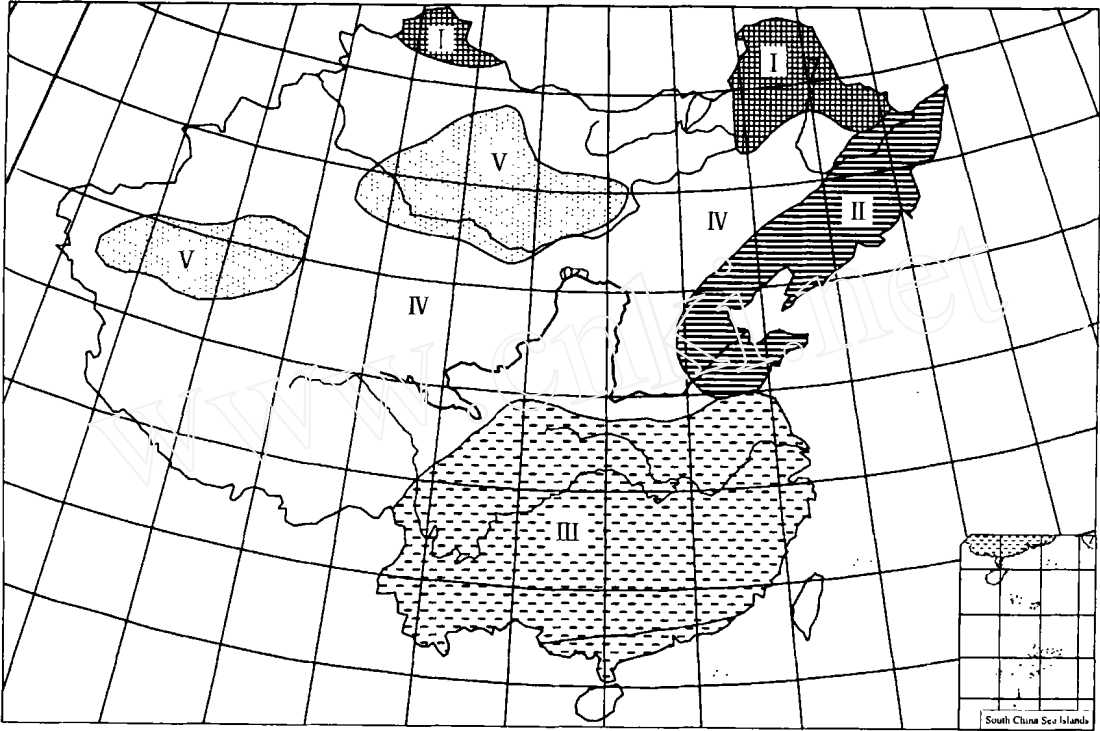 I
I
V
IV
II
V
IV
III
www.cnki.net
South China Sea Islands